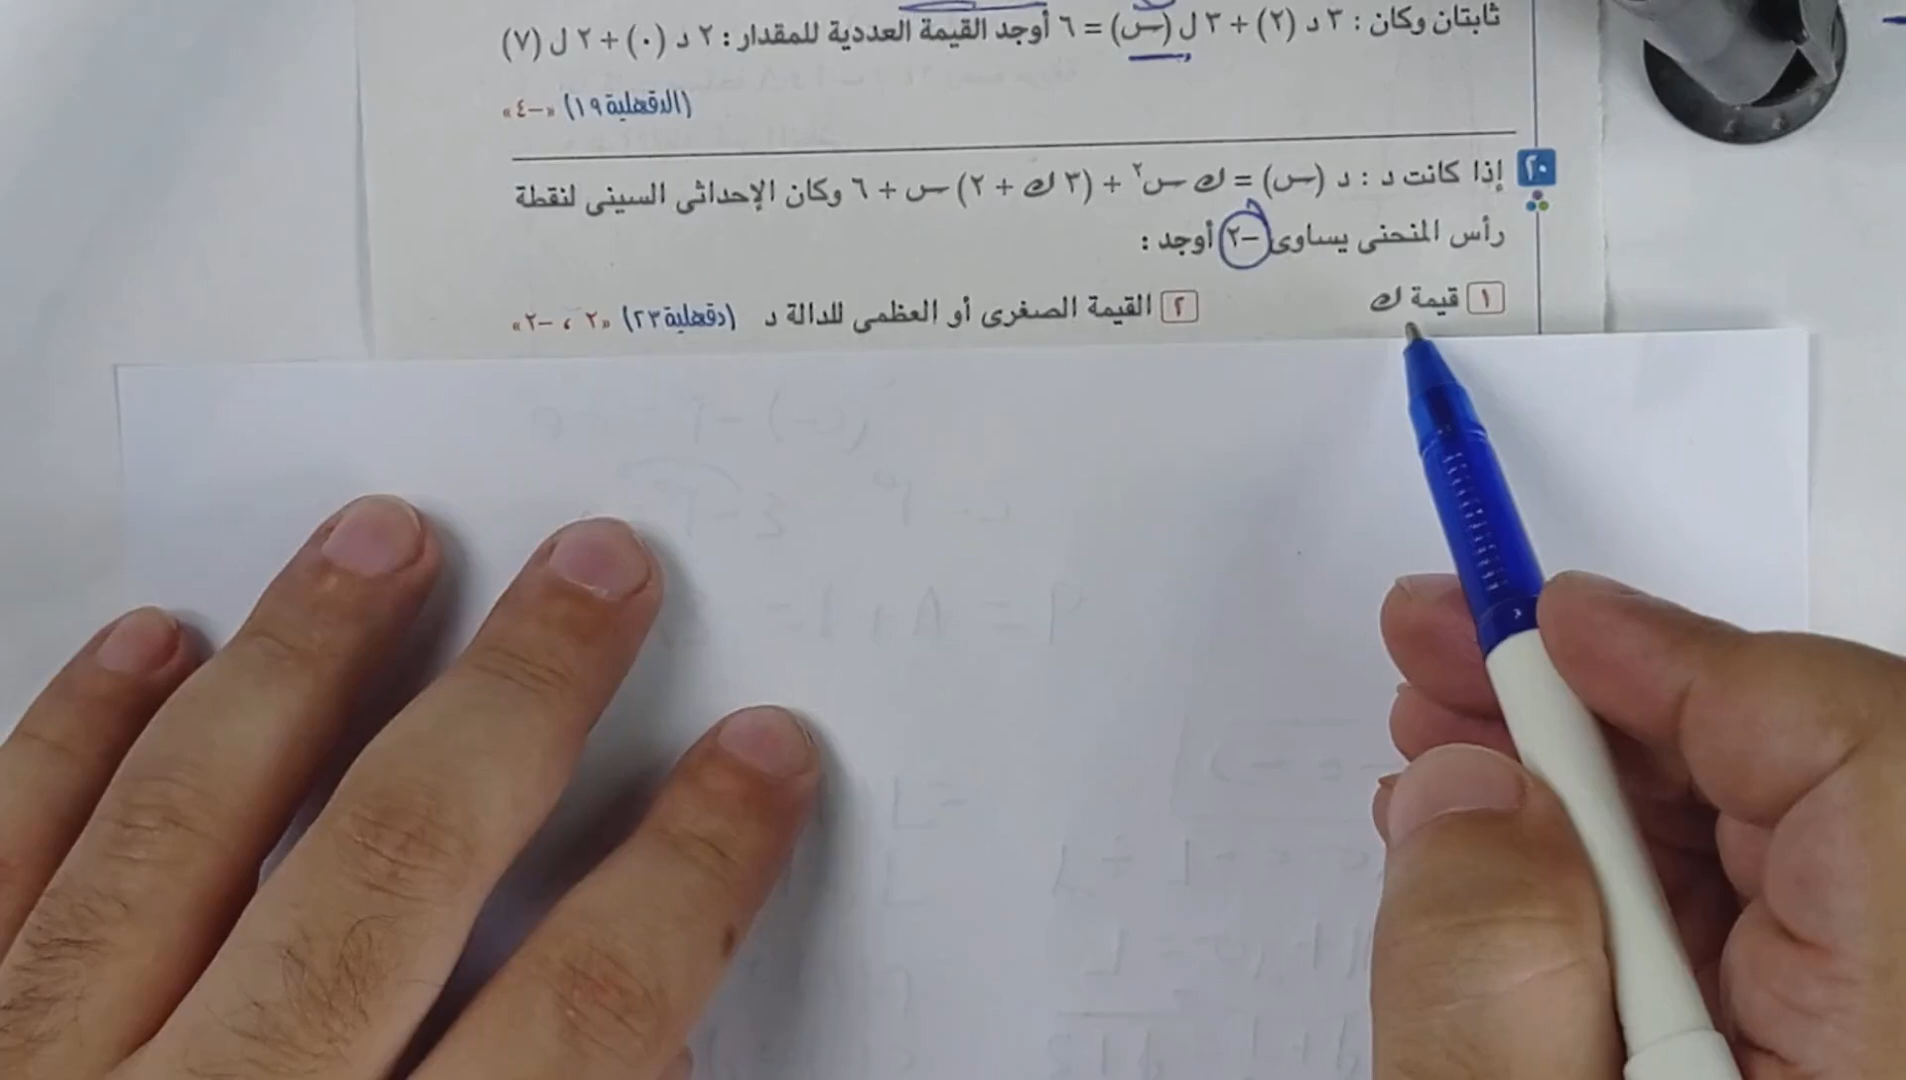 ثابتان وكان : ٣ د (٢) + ٣ ل (س) = ٦ أوجد القيمة العددية للمقدار : ٢ د (٠) + ٢ ل (٧)
(الدقهلية ١٩) «-٤»
٢٠ إذا كانت د : د (س) = ك س٢ + (٣ ك + ٢) س + ٦ وكان الإحداثى السينى لنقطة
رأس المنحنى يساوى -٢ أوجد :
١ قيمة ك ٢ القيمة الصغرى أو العظمى للدالة د (دقهلية ٢٣) «٢ ، -٢»